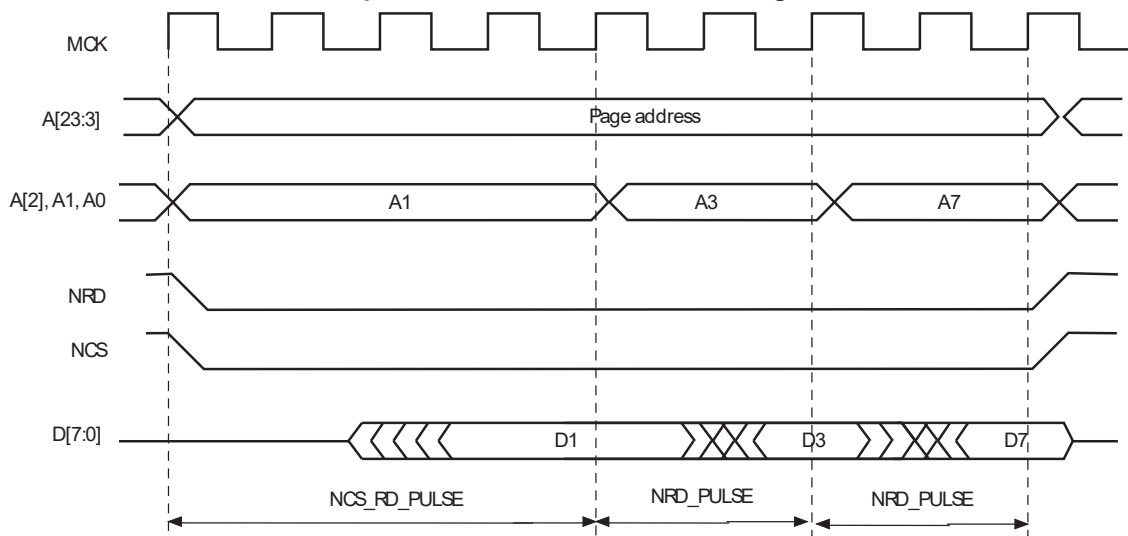 MCK
A[23:3]
Page address
A[2], A1, A0
A1
A3
A7
NRD
NCS
D[7:0]
D1
D3
D7
NCS_RD_PULSE
NRD_PULSE
NRD_PULSE